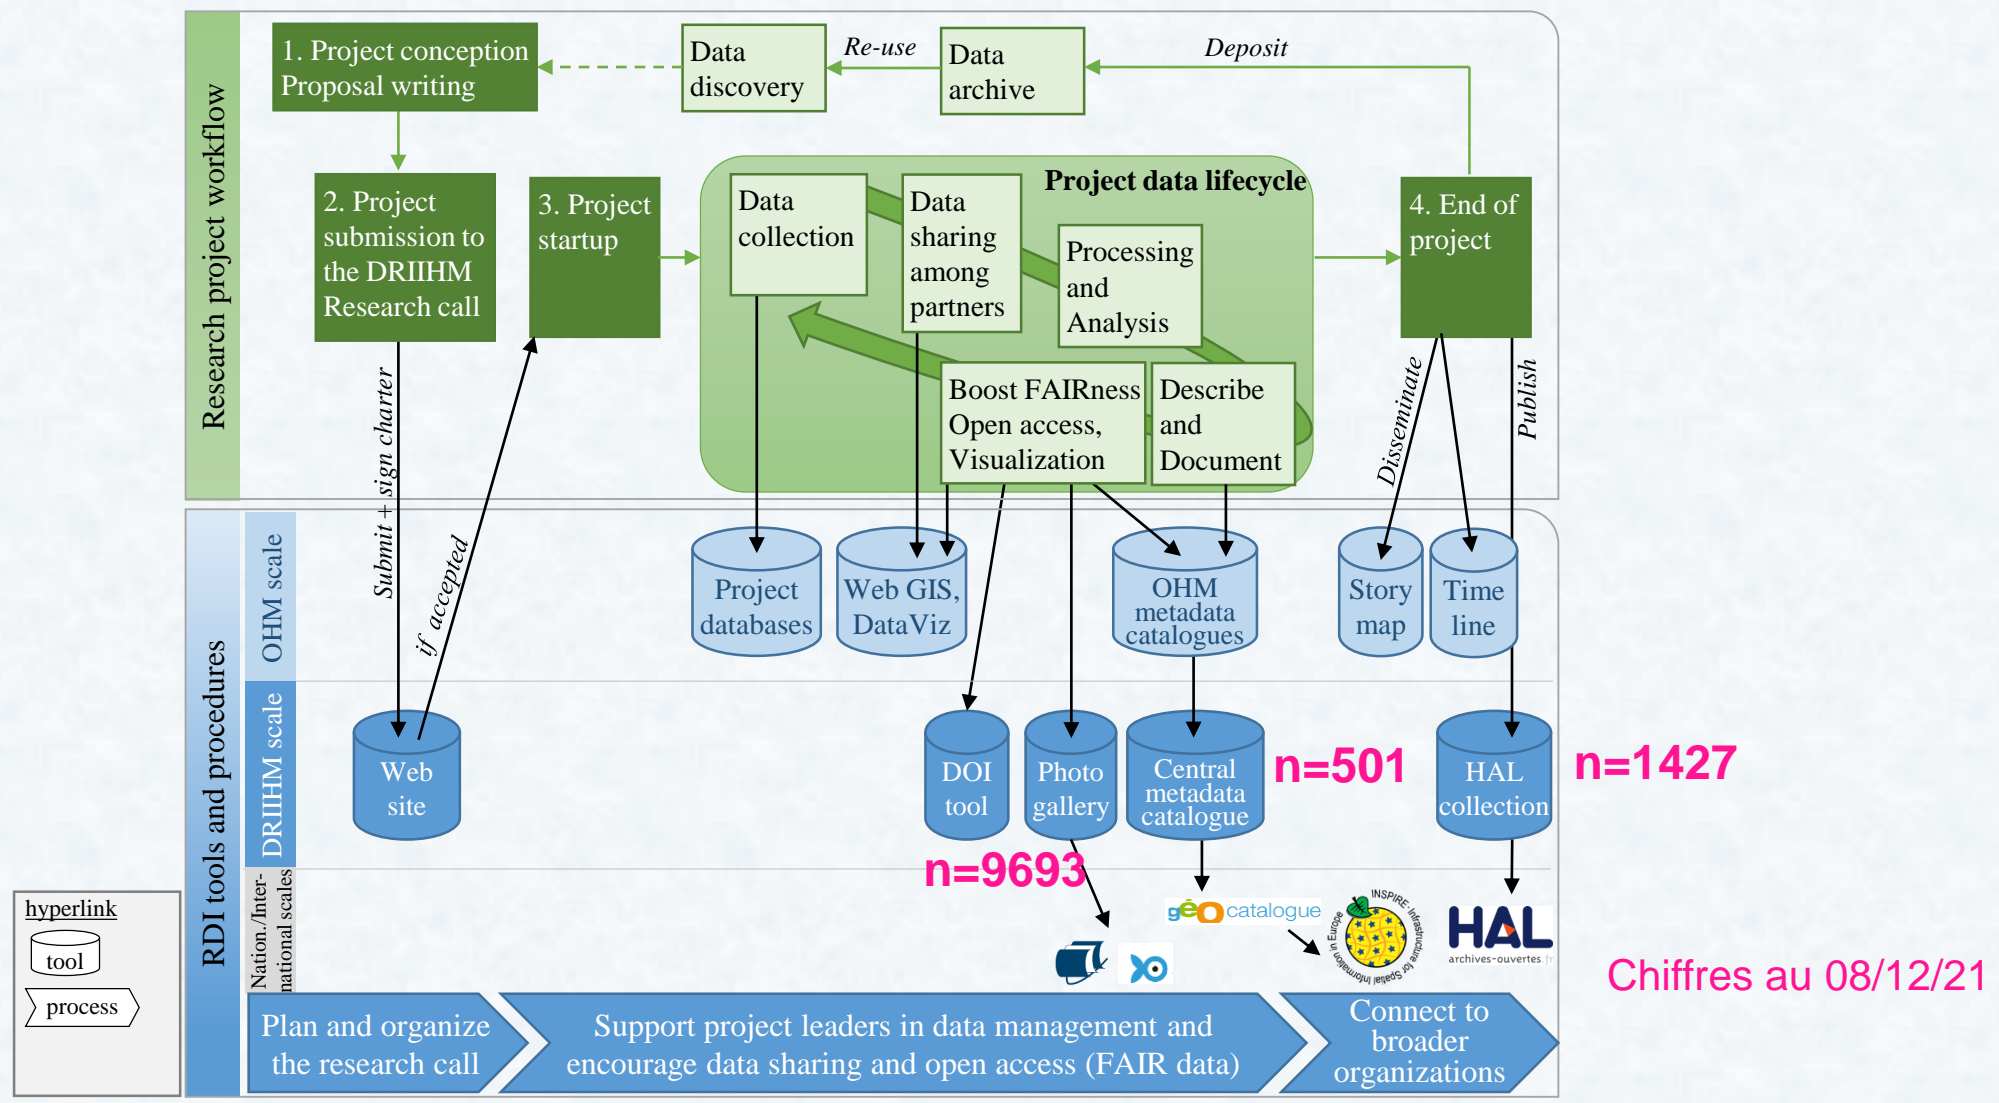 Research project workflow
1. Project conception
Proposal writing
Data
discovery
Re-use
Data
archive
Deposit
2. Project
submission to
the DRIIHM
Research call
3. Project
startup
Project data lifecycle
Data
collection
Data
sharing
among
partners
Processing
and
Analysis
Boost FAIRness
Open access,
Visualization
Describe
and
Document
4. End of
project
Submit + sign charter
if accepted
Disseminate
Publish
RDI tools and procedures
OHM scale
Project
databases
Web GIS,
DataViz
OHM
metadata
catalogues
Story
map
Time
line
DRIIHM scale
Web
site
DOI
tool
Photo
gallery
Central
metadata
catalogue
n=501
HAL
collection
n=1427
n=9693
Nation./Inter-
national scales
géo catalogue
INSPIRE · Infrastructure for Spatial Information in Europe
HAL
archives-ouvertes.fr
Chiffres au 08/12/21
hyperlink
tool
process
Plan and organize
the research call
Support project leaders in data management and
encourage data sharing and open access (FAIR data)
Connect to
broader
organizations